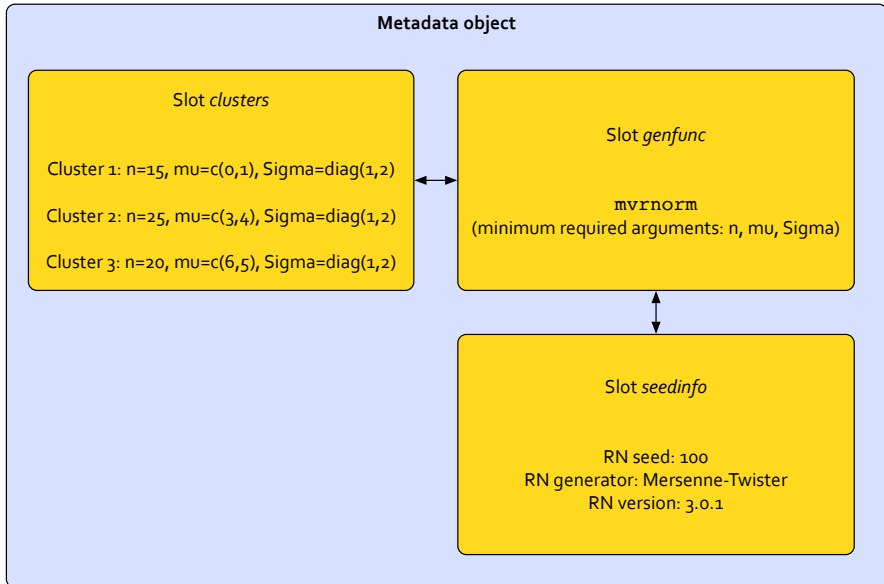 Metadata object
Slot clusters
Cluster 1: n=15, mu=c(0,1), Sigma=diag(1,2)
Cluster 2: n=25, mu=c(3,4), Sigma=diag(1,2)
Cluster 3: n=20, mu=c(6,5), Sigma=diag(1,2)
Slot genfunc
mvrnorm
(minimum required arguments: n, mu, Sigma)
Slot seedinfo
RN seed: 100
RN generator: Mersenne-Twister
RN version: 3.0.1